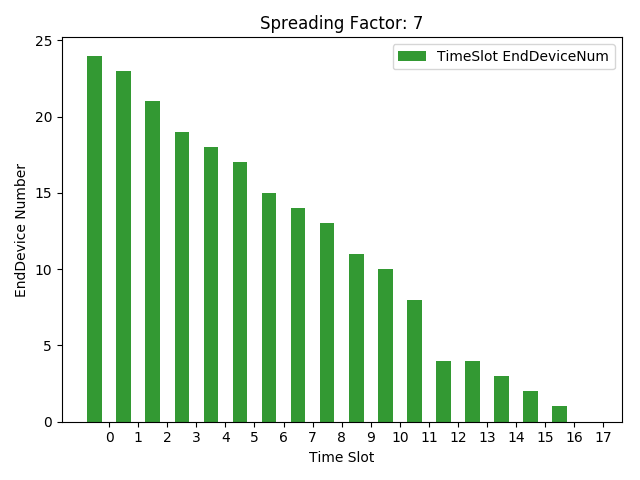 Spreading Factor: 7
TimeSlot EndDeviceNum
EndDevice Number
25
20
15
10
5
0
0 1 2 3 4 5 6 7 8 9 10 11 12 13 14 15 16 17
Time Slot